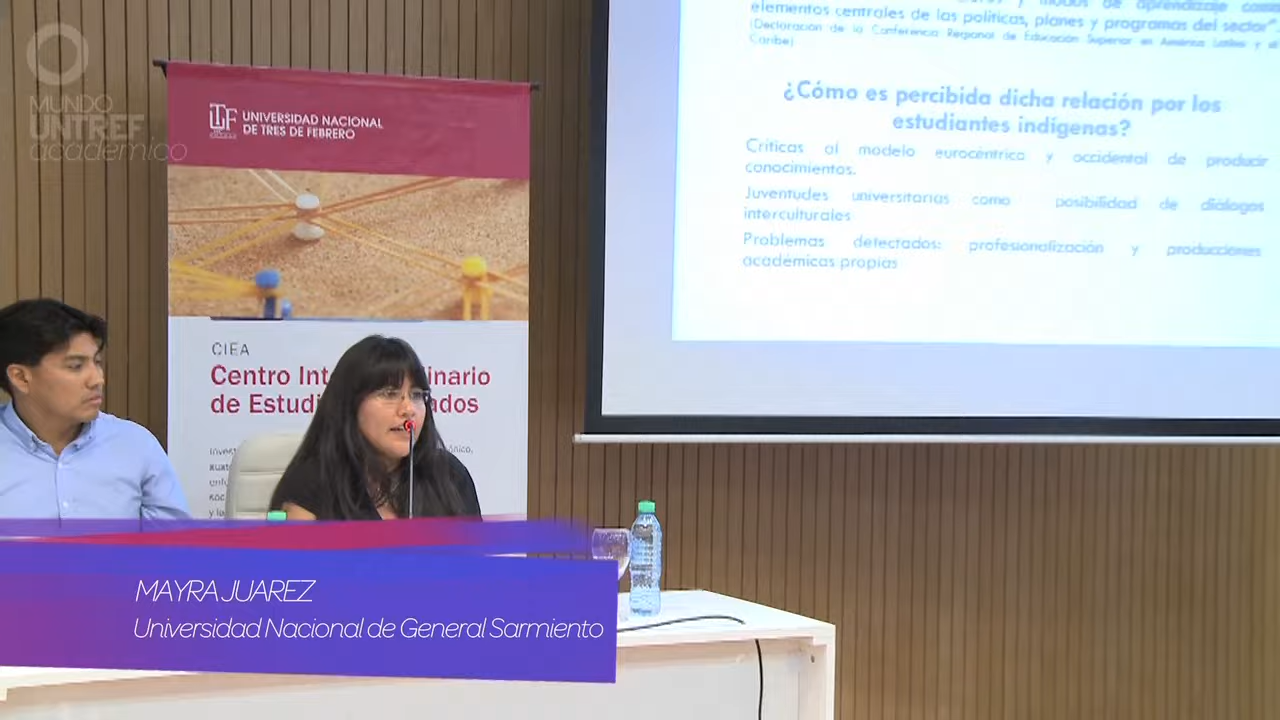 MUNDO
UNTREF
académico
UNIVERSIDAD NACIONAL
DE TRES DE FEBRERO
CIEA
Centro Int inario
de Estudi ados
elementos centrales de las políticas, planes y programas del sector".
(Declaración de la Conferencia Regional de Educación Superior en América Latina y el
Caribe)
¿Cómo es percibida dicha relación por los
estudiantes indígenas?
Críticas al modelo eurocéntrico y occidental de producir
conocimientos.
Juventudes universitarias como posibilidad de diálogos
interculturales
Problemas detectados: profesionalización y producciones
académicas propias
MAYRA JUAREZ
Universidad Nacional de General Sarmiento